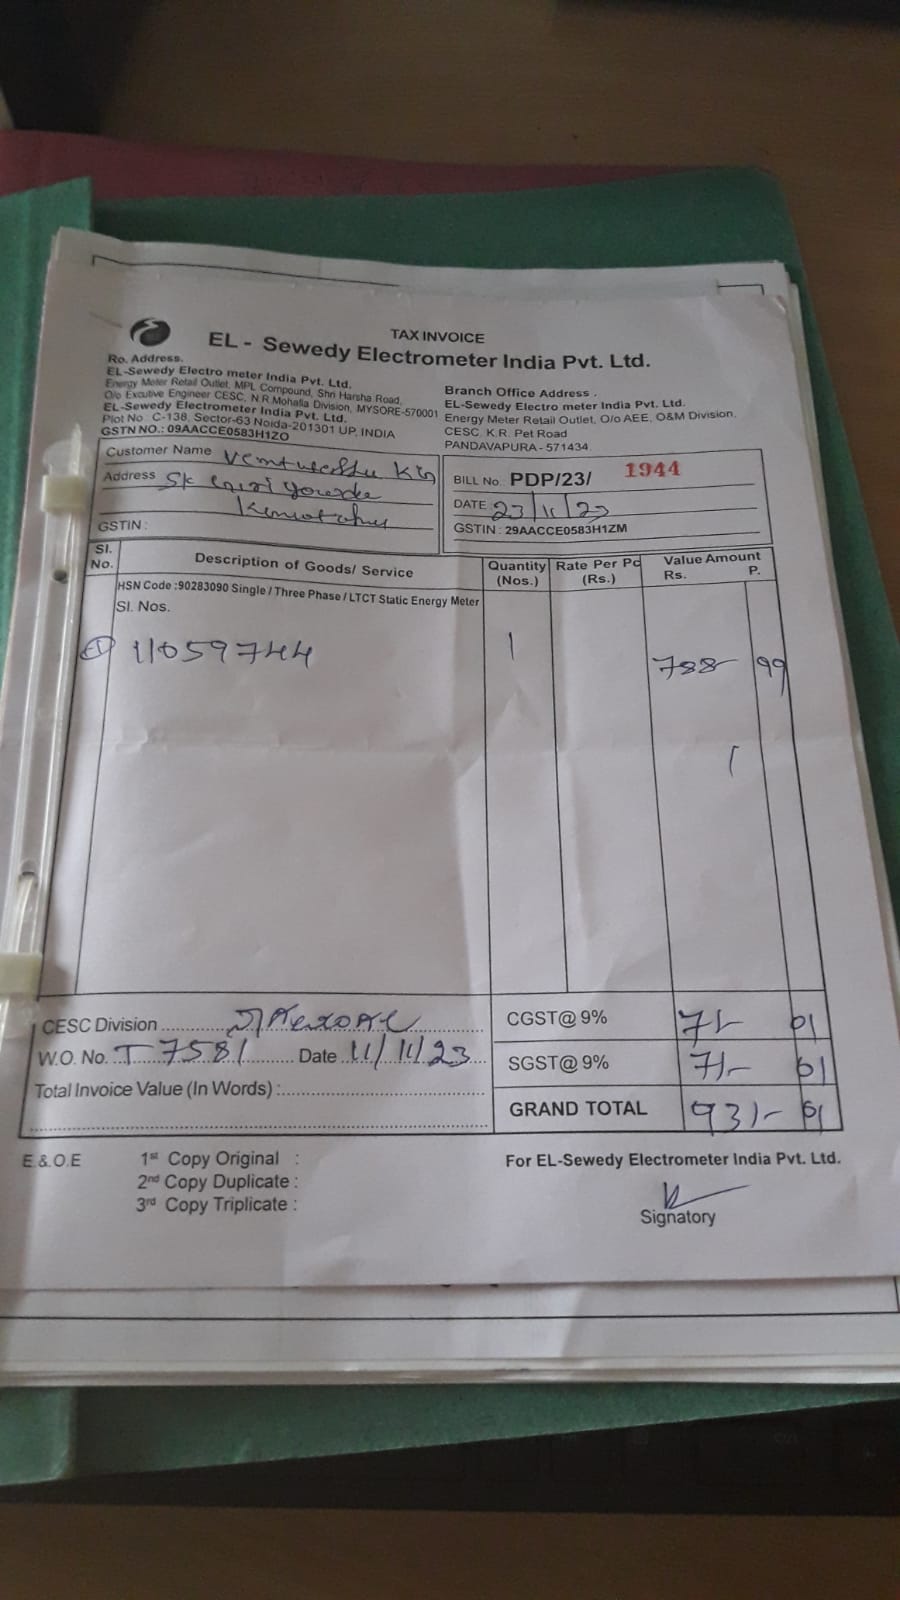 TAX INVOICE
EL - Sewedy Electrometer India Pvt. Ltd.
Ro. Address.
EL-Sewedy Electro meter India Pvt. Ltd.
Energy Meter Retail Outlet, MPL Compound, Shri Harsha Road,
O/o Excutive Engineer CESC, N.R.Mohalla Division, MYSORE-570001
EL-Sewedy Electrometer India Pvt. Ltd.
Plot No. C-138, Sector-63 Noida-201301 UP, INDIA
GSTN NO.: 09AACCE0583H1ZO
Branch Office Address .
EL-Sewedy Electro meter India Pvt. Ltd.
Energy Meter Retail Outlet, O/o AEE, O&M Division,
CESC, K.R. Pet Road
PANDAVAPURA - 571434.
Customer Name
Address
GSTIN :
BILL No. PDP/23/ 1944
DATE 23/11/23
GSTIN : 29AACCE0583H1ZM
Sl. No. Description of Goods/ Service Quantity (Nos.) Rate Per Pc (Rs.) Value Amount Rs. P.
HSN Code :90283090 Single / Three Phase / LTCT Static Energy Meter
Sl. Nos.
① 11059744 1 788 99
CESC Division
W.O. No. T 7581 Date 11/11/23
Total Invoice Value (In Words) :
CGST@ 9% 71- 01
SGST@ 9% 71- 01
GRAND TOTAL 931- 01
E.&.O.E
1st Copy Original :
2nd Copy Duplicate :
3rd Copy Triplicate :
For EL-Sewedy Electrometer India Pvt. Ltd.
Signatory